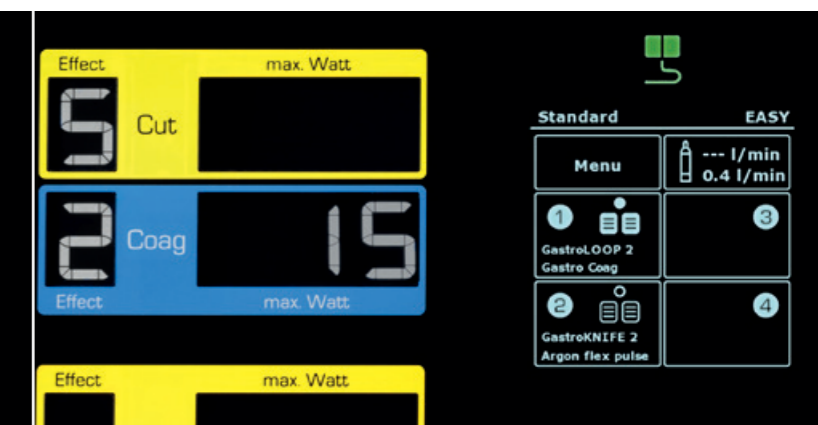 Effect max. Watt
5 Cut
2 Coag 15
Effect max. Watt
Effect max. Watt
Standard EASY
Menu --- l/min
0.4 l/min
1 3
GastroLOOP 2
Gastro Coag
2 4
GastroKNIFE 2
Argon flex pulse